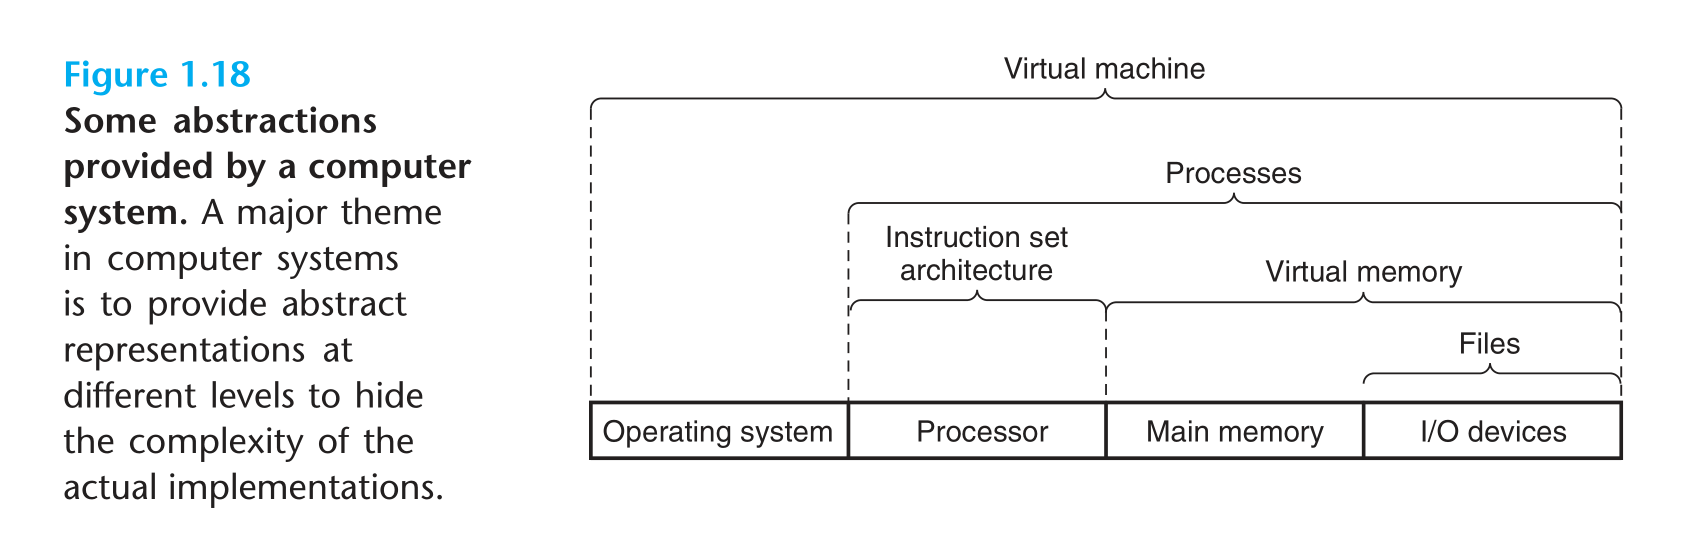 Figure 1.18
Some abstractions
provided by a computer
system. A major theme
in computer systems
is to provide abstract
representations at
different levels to hide
the complexity of the
actual implementations.
Virtual machine
Processes
Instruction set
architecture
Virtual memory
Files
Operating system
Processor
Main memory
I/O devices